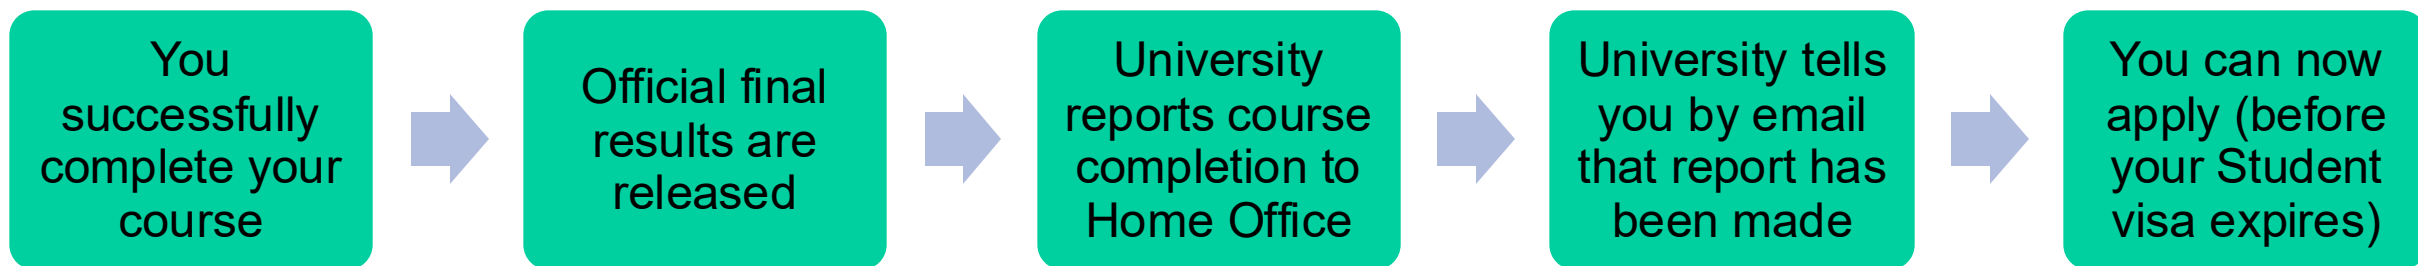 You
successfully
complete your
course
Official final
results are
released
University
reports course
completion to
Home Office
University tells
you by email
that report has
been made
You can now
apply (before
your Student
visa expires)